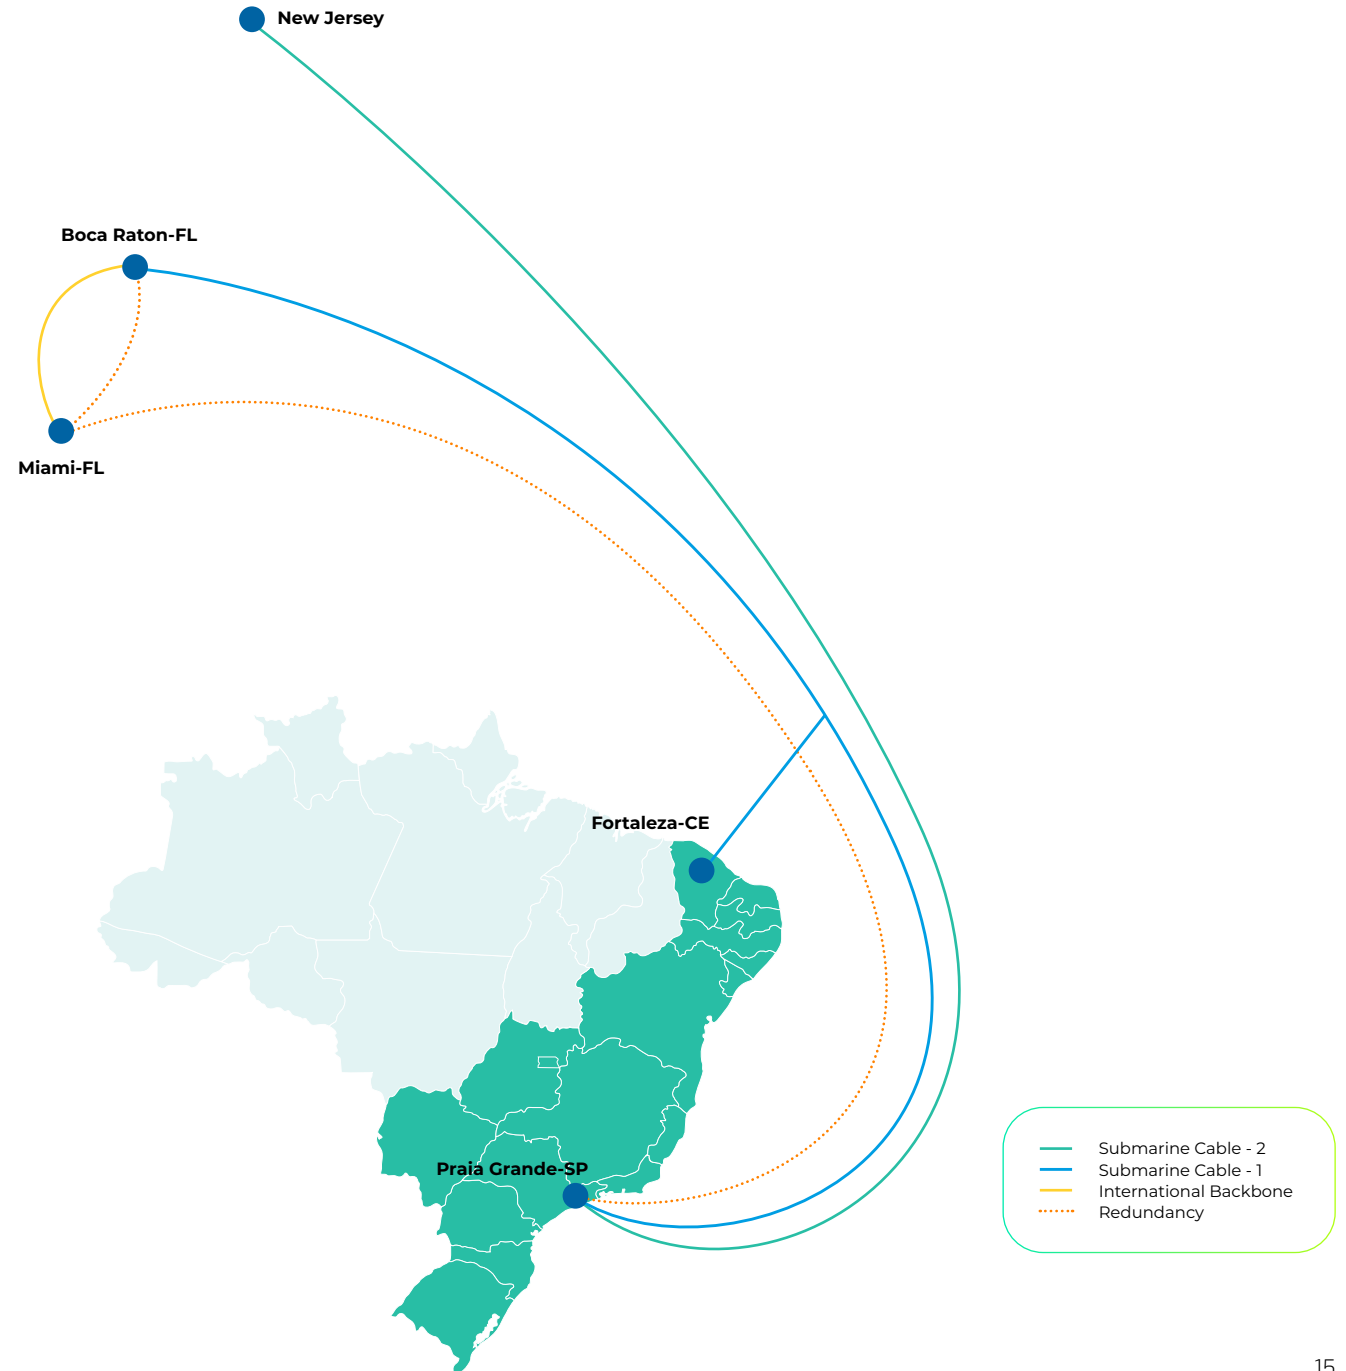 New Jersey
Boca Raton-FL
Miami-FL
Fortaleza-CE
Praia Grande-SP
Submarine Cable - 2
Submarine Cable - 1
International Backbone
Redundancy
15